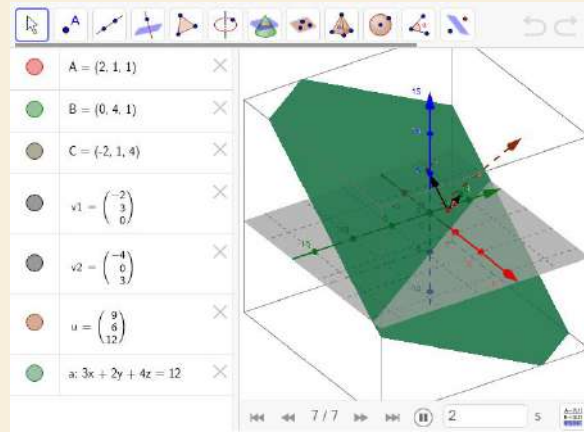 A
A = (2, 1, 1)
B = (0, 4, 1)
C = (-2, 1, 4)
v1 = (−2 3 0)
v2 = (−4 0 3)
u = (9 6 12)
a: 3x + 2y + 4z = 12
15
7 / 7
2
s